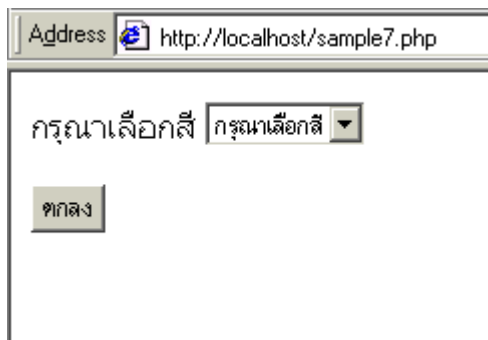 Address http://localhost/sample7.php
กรุณาเลือกสี กรุณาเลือกสี
ตกลง